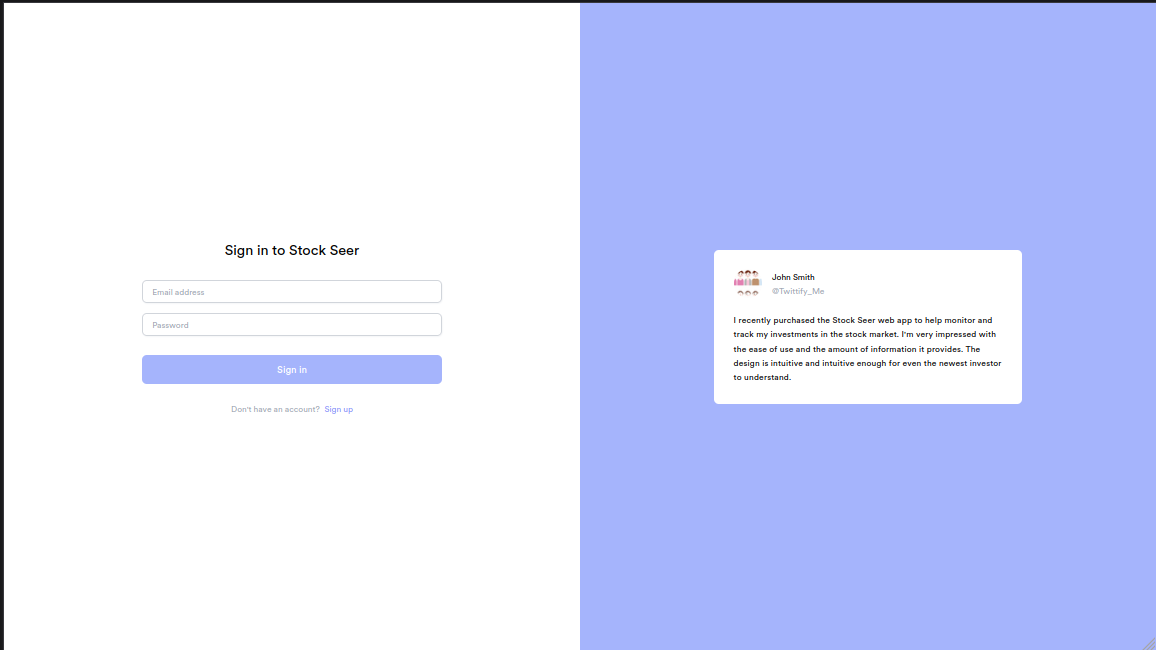 Sign in to Stock Seer
Email address
Password
Sign in
Don't have an account? Sign up
John Smith
@Twittify_Me
I recently purchased the Stock Seer web app to help monitor and
track my investments in the stock market. I'm very impressed with
the ease of use and the amount of information it provides. The
design is intuitive and intuitive enough for even the newest investor
to understand.